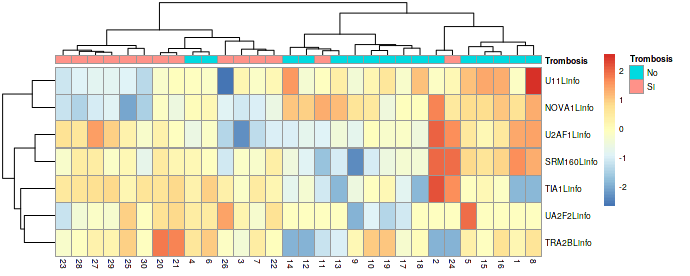 Trombosis
Trombosis
No
SI
U11Linfo
NOVA1Linfo
U2AF1Linfo
SRM160Linfo
TIA1Linfo
UA2F2Linfo
TRA2BLinfo
2
1
0
-1
-2
23 28 27 29 25 30 20 21 4 6 26 3 7 22 14 12 11 13 9 10 19 17 18 2 24 5 15 16 1 8